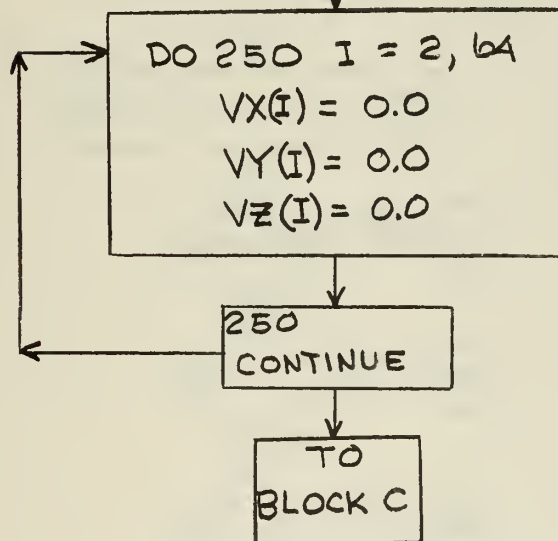 DO 250 I = 2, 64
VX(I) = 0.0
VY(I) = 0.0
VZ(I) = 0.0
250
CONTINUE
TO
BLOCK C